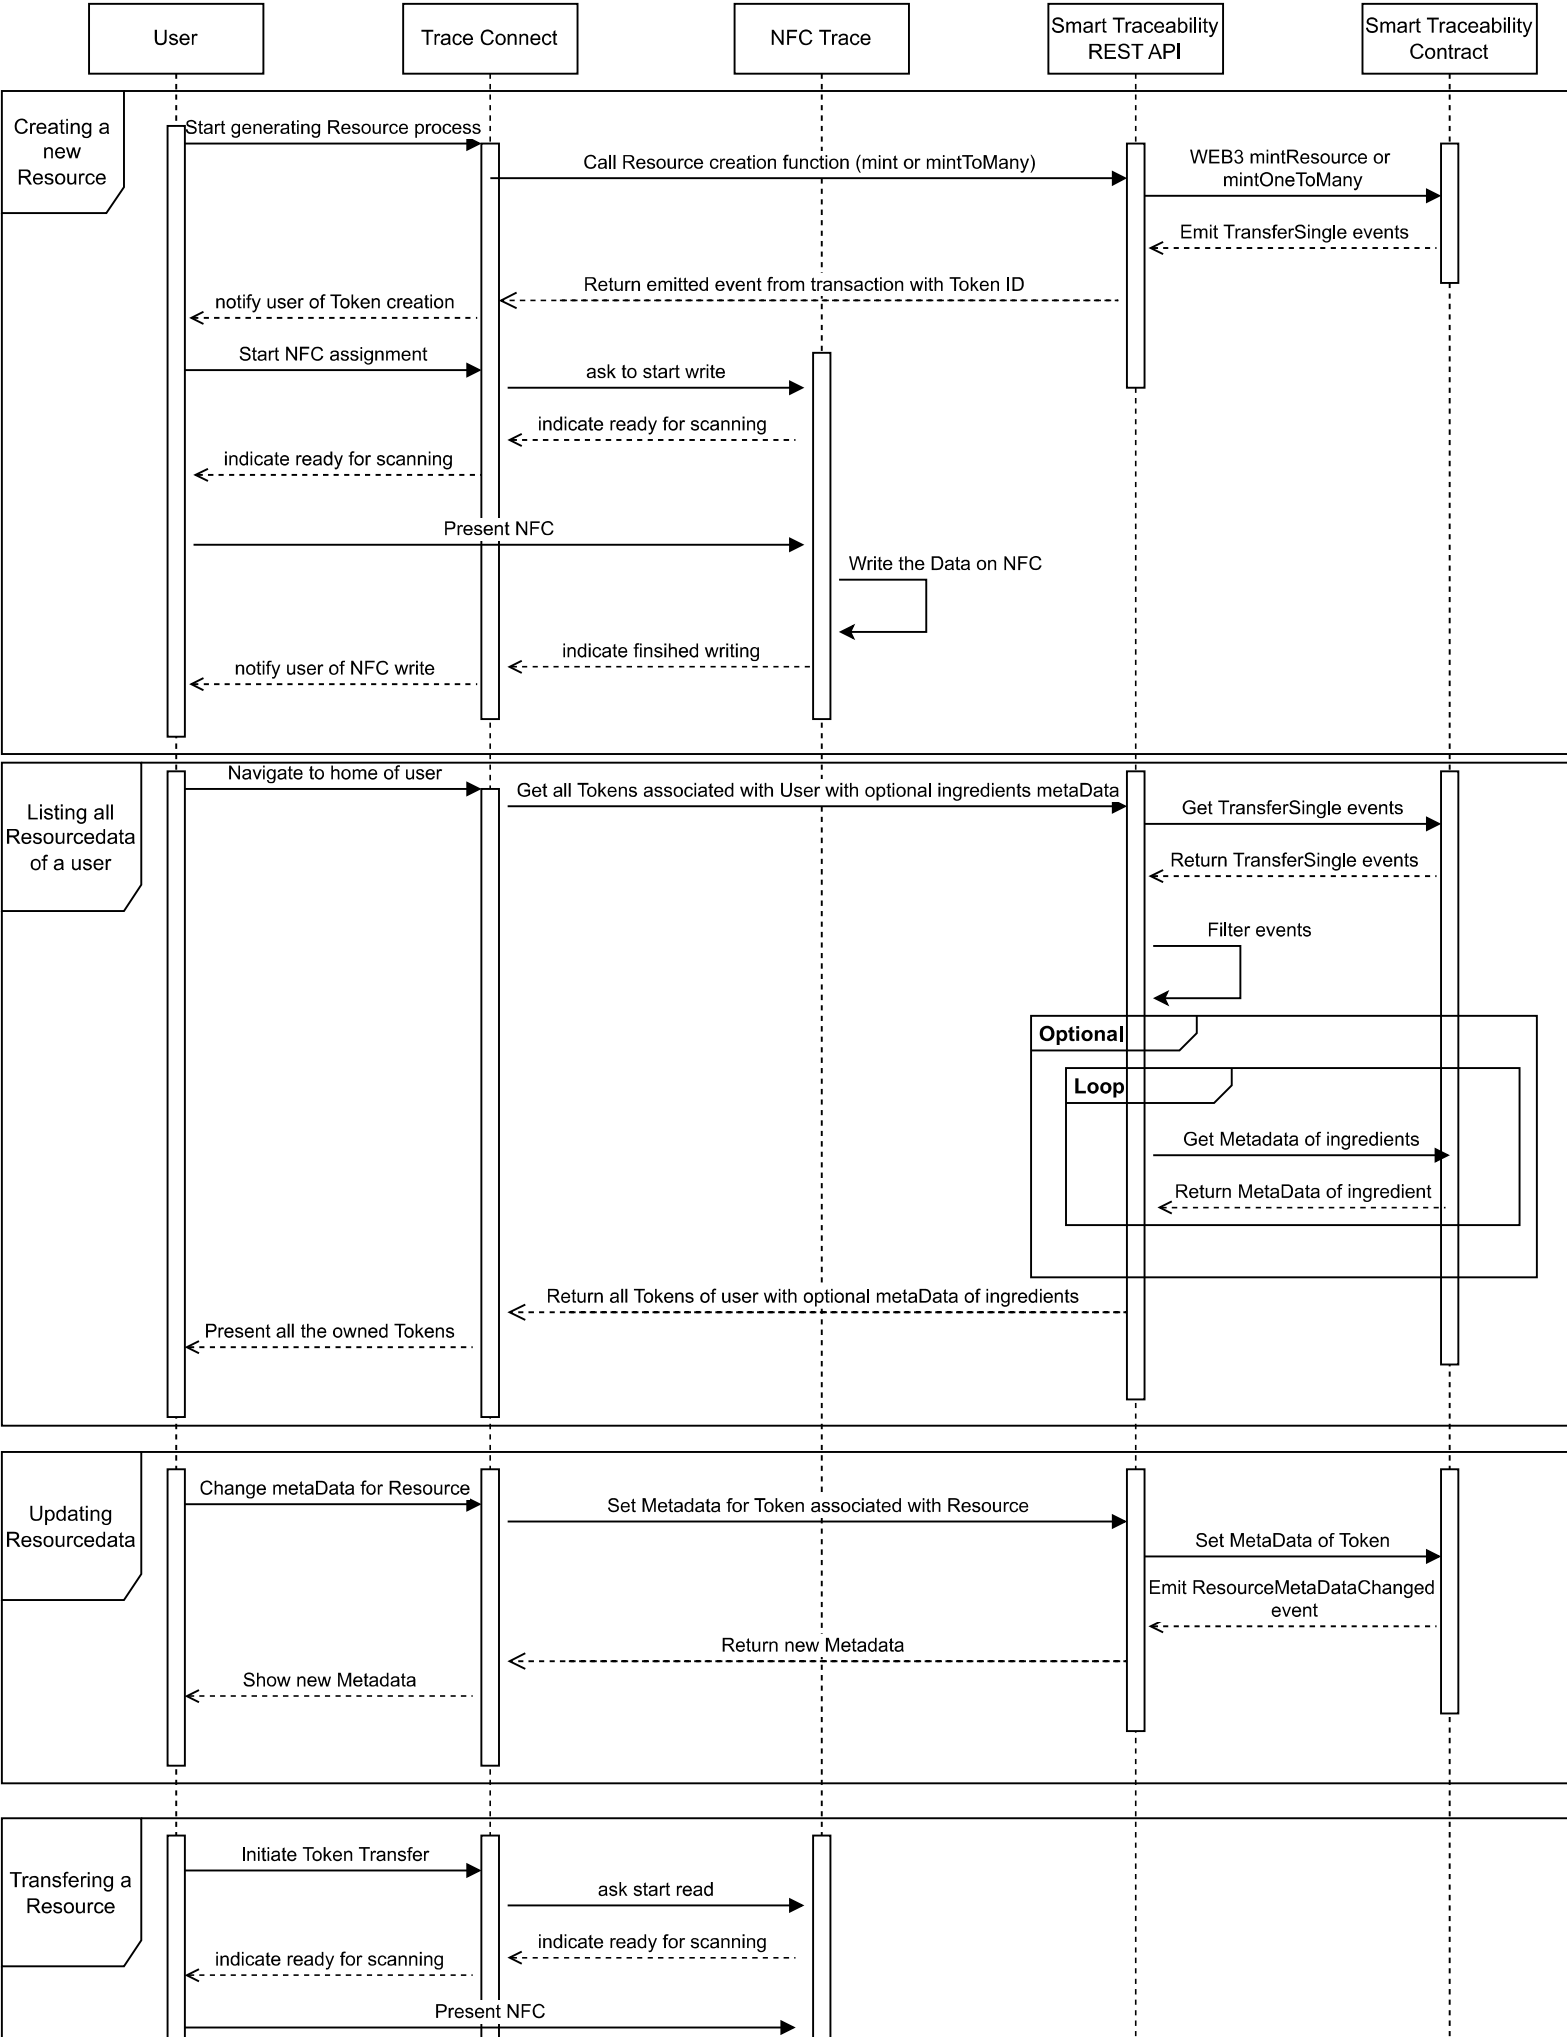 User
Trace Connect
NFC Trace
Smart Traceability
REST API
Smart Traceability
Contract
Creating a
new
Resource
Start generating Resource process
Call Resource creation function (mint or mintToMany)
WEB3 mintResource or
mintOneToMany
Emit TransferSingle events
Return emitted event from transaction with Token ID
notify user of Token creation
Start NFC assignment
ask to start write
indicate ready for scanning
indicate ready for scanning
Present NFC
Write the Data on NFC
indicate finsihed writing
notify user of NFC write
Listing all
Resourcedata
of a user
Navigate to home of user
Get all Tokens associated with User with optional ingredients metaData
Get TransferSingle events
Return TransferSingle events
Filter events
Optional
Loop
Get Metadata of ingredients
Return MetaData of ingredient
Return all Tokens of user with optional metaData of ingredients
Present all the owned Tokens
Updating
Resourcedata
Change metaData for Resource
Set Metadata for Token associated with Resource
Set MetaData of Token
Emit ResourceMetaDataChanged
event
Return new Metadata
Show new Metadata
Transfering a
Resource
Initiate Token Transfer
ask start read
indicate ready for scanning
indicate ready for scanning
Present NFC